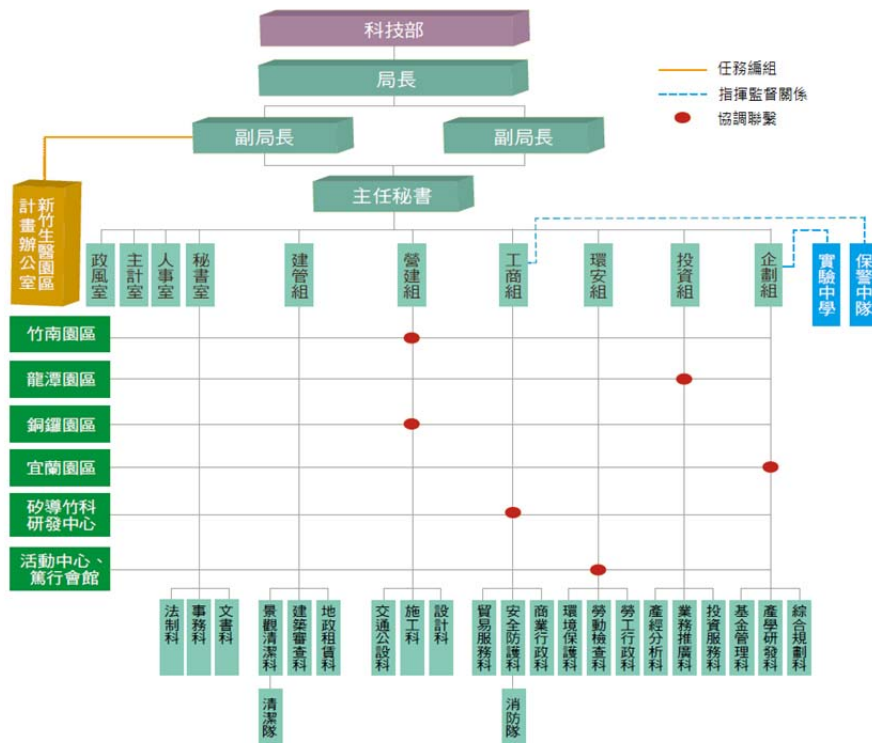 科技部
局長
任務編組
指揮監督關係
協調聯繫
副局長
副局長
主任秘書
新竹生醫園區
計畫辦公室
政風室
主計室
人事室
秘書室
建管組
營建組
工商組
環安組
投資組
企劃組
實驗中學
保警中隊
竹南園區
龍潭園區
銅鑼園區
宜蘭園區
矽導竹科
研發中心
活動中心、
篤行會館
法制科
事務科
文書科
景觀清潔科
建築審查科
地政租賃科
交通公設科
施工科
設計科
貿易服務科
安全防護科
商業行政科
環境保護科
勞動檢查科
勞工行政科
產經分析科
業務推廣科
投資服務科
基金管理科
產學研發科
綜合規劃科
清潔隊
消防隊